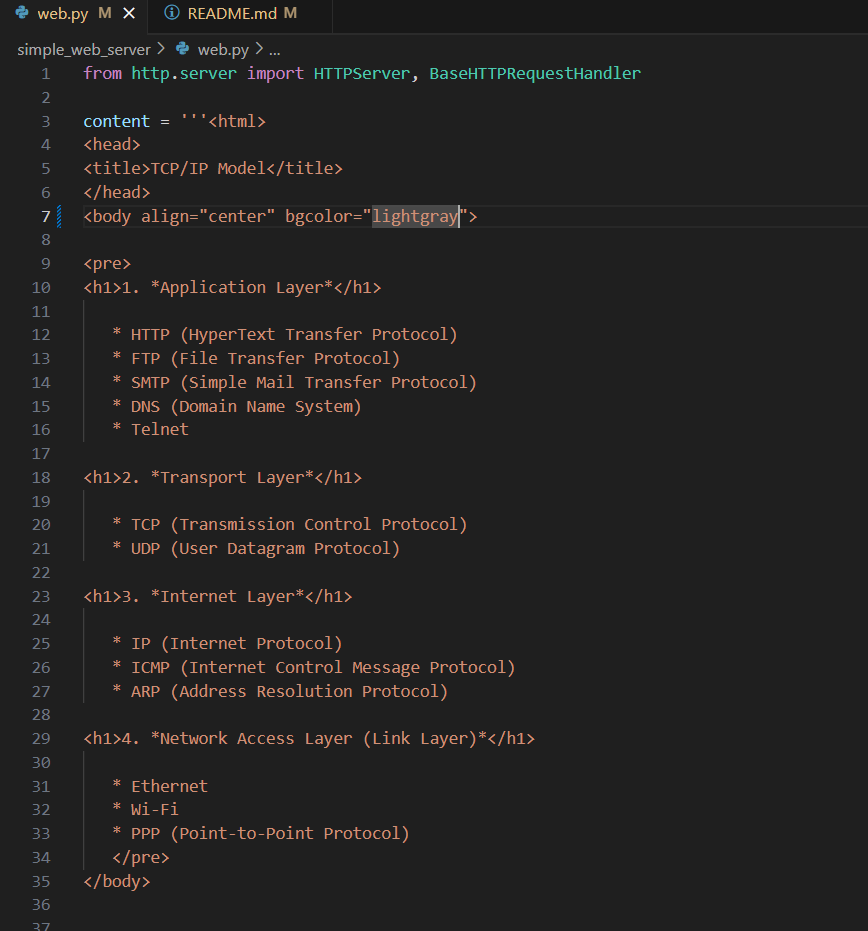 web.py M ✕ README.md M
simple_web_server > web.py > ...
1 from http.server import HTTPServer, BaseHTTPRequestHandler
2
3 content = '''<html>
4 <head>
5 <title>TCP/IP Model</title>
6 </head>
7 <body align="center" bgcolor="lightgray">
8
9 <pre>
10 <h1>1. *Application Layer*</h1>
11
12    * HTTP (HyperText Transfer Protocol)
13    * FTP (File Transfer Protocol)
14    * SMTP (Simple Mail Transfer Protocol)
15    * DNS (Domain Name System)
16    * Telnet
17
18 <h1>2. *Transport Layer*</h1>
19
20    * TCP (Transmission Control Protocol)
21    * UDP (User Datagram Protocol)
22
23 <h1>3. *Internet Layer*</h1>
24
25    * IP (Internet Protocol)
26    * ICMP (Internet Control Message Protocol)
27    * ARP (Address Resolution Protocol)
28
29 <h1>4. *Network Access Layer (Link Layer)*</h1>
30
31    * Ethernet
32    * Wi-Fi
33    * PPP (Point-to-Point Protocol)
34    </pre>
35 </body>
36
37